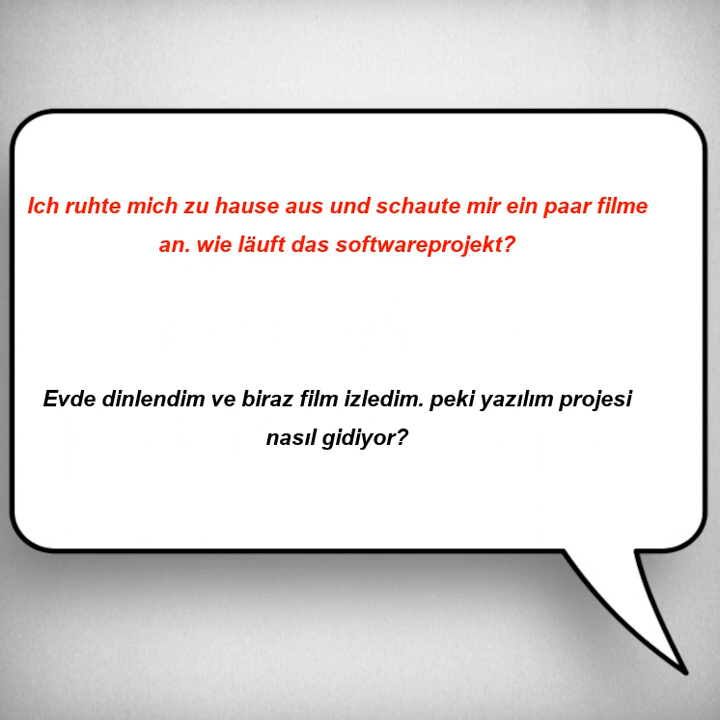 Ich ruhte mich zu hause aus und schaute mir ein paar filme
an. wie läuft das softwareprojekt?
Evde dinlendim ve biraz film izledim. peki yazılım projesi
nasıl gidiyor?